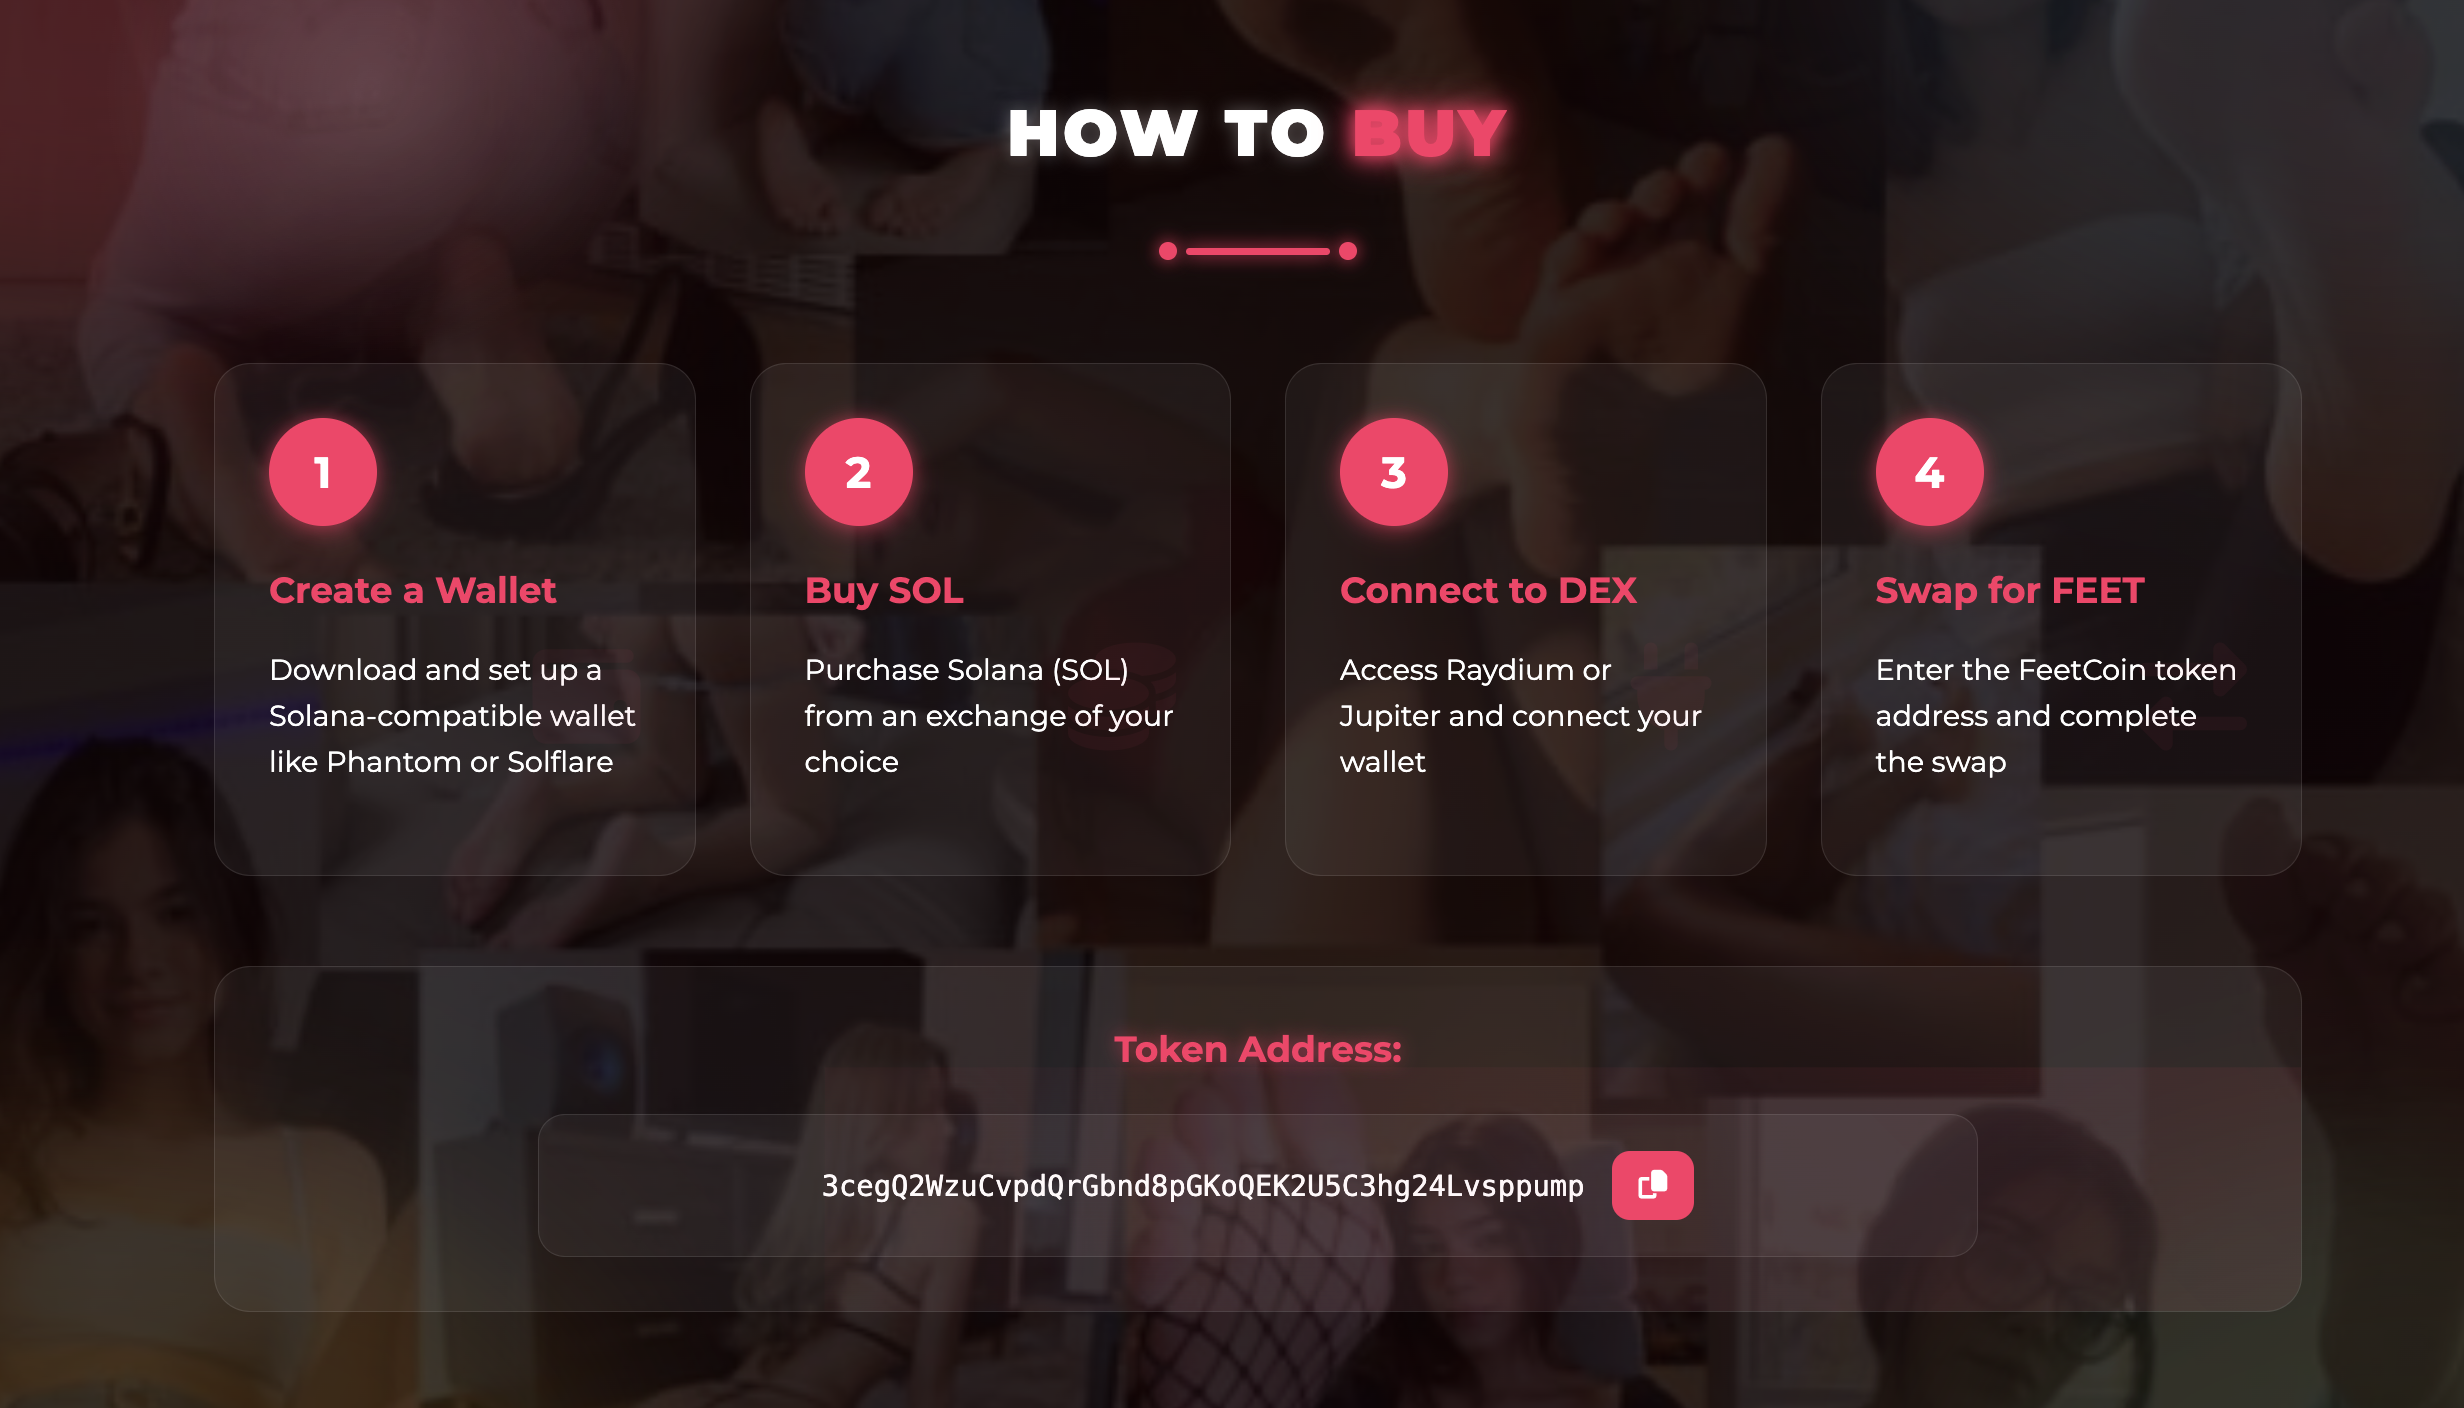 HOW TO BUY
1
Create a Wallet
Download and set up a
Solana-compatible wallet
like Phantom or Solflare
2
Buy SOL
Purchase Solana (SOL)
from an exchange of your
choice
3
Connect to DEX
Access Raydium or
Jupiter and connect your
wallet
4
Swap for FEET
Enter the FeetCoin token
address and complete
the swap
Token Address:
3cegQ2WzuCvpdQrGbnd8pGKoQEK2U5C3hg24Lvsppump